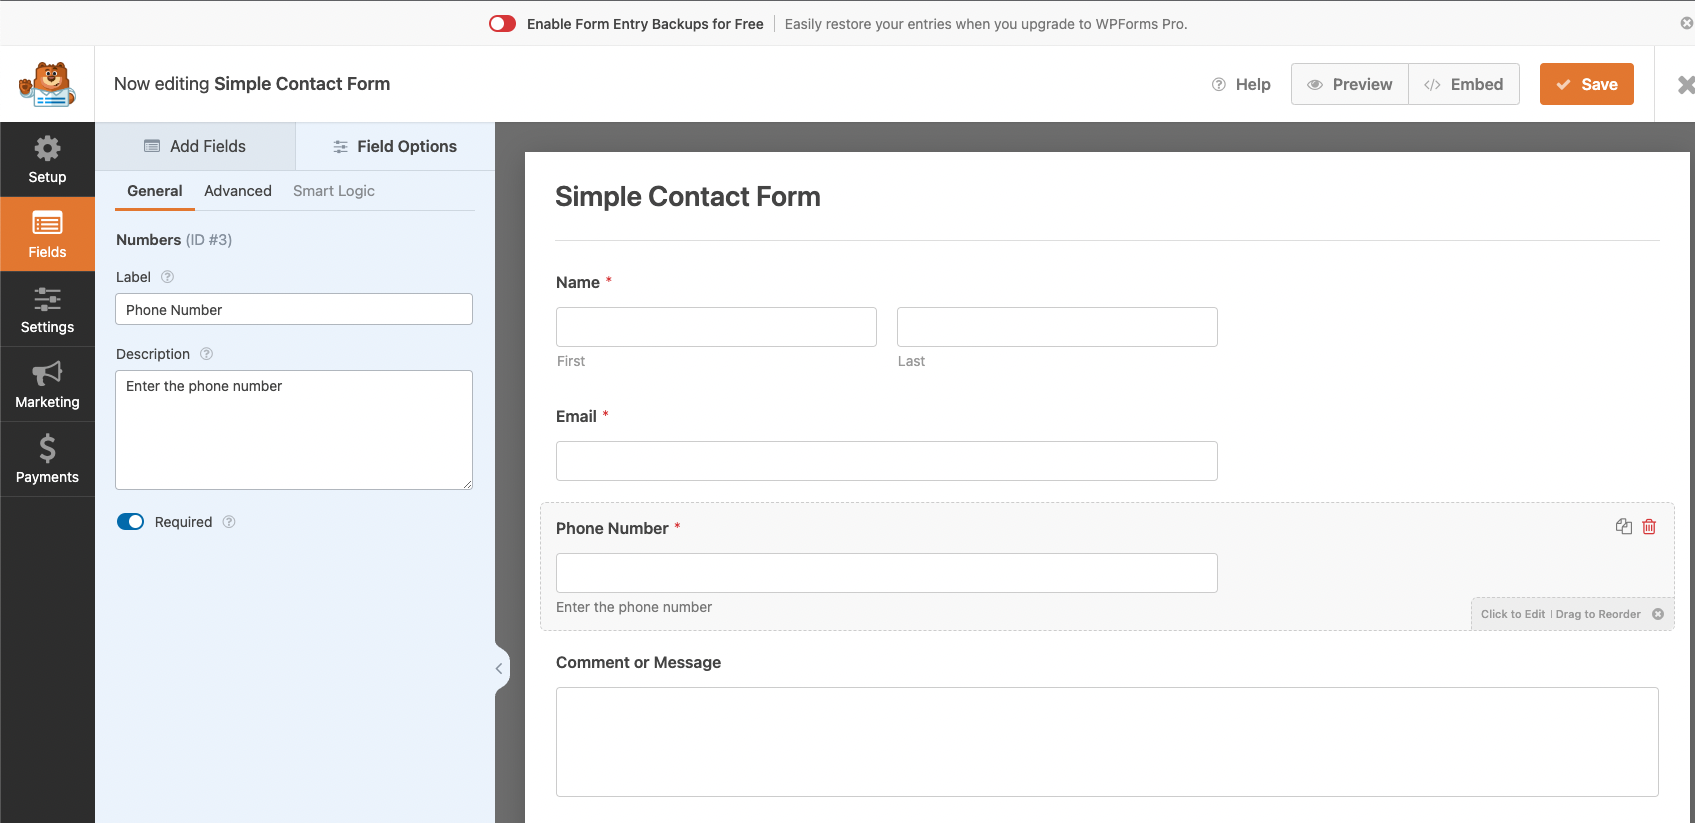 Enable Form Entry Backups for Free | Easily restore your entries when you upgrade to WPForms Pro.
Now editing Simple Contact Form
? Help
Preview
</> Embed
Save
Setup
Fields
Settings
Marketing
Payments
Add Fields
Field Options
General Advanced Smart Logic
Numbers (ID #3)
Label ?
Phone Number
Description ?
Enter the phone number
Required ?
Simple Contact Form
Name *
First Last
Email *
Phone Number *
Enter the phone number
Click to Edit | Drag to Reorder
Comment or Message